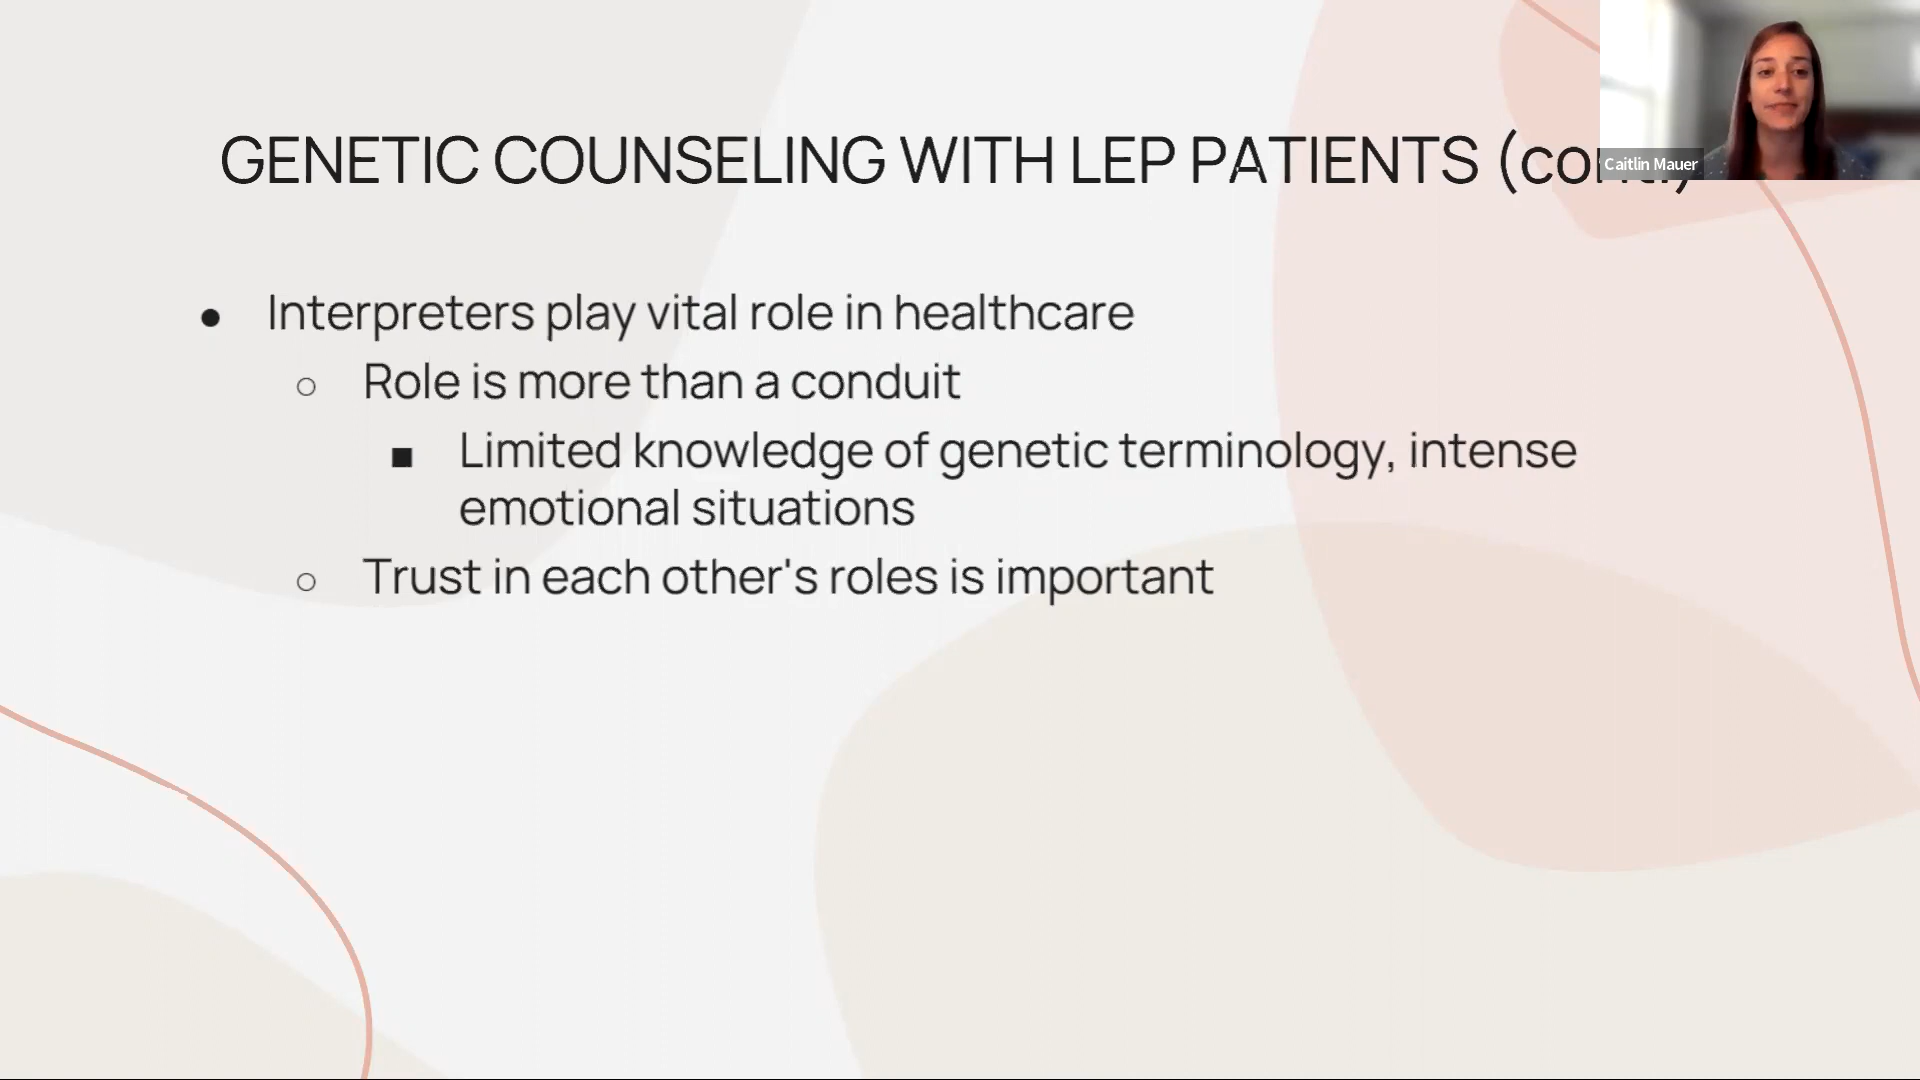 GENETIC COUNSELING WITH LEP PATIENTS
Caitlin Mauer
● Interpreters play vital role in healthcare
○ Role is more than a conduit
■ Limited knowledge of genetic terminology, intense
emotional situations
○ Trust in each other's roles is important